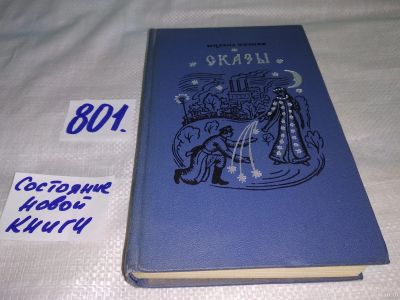 СКАЗЫ
801.
Состояние
новой
книги